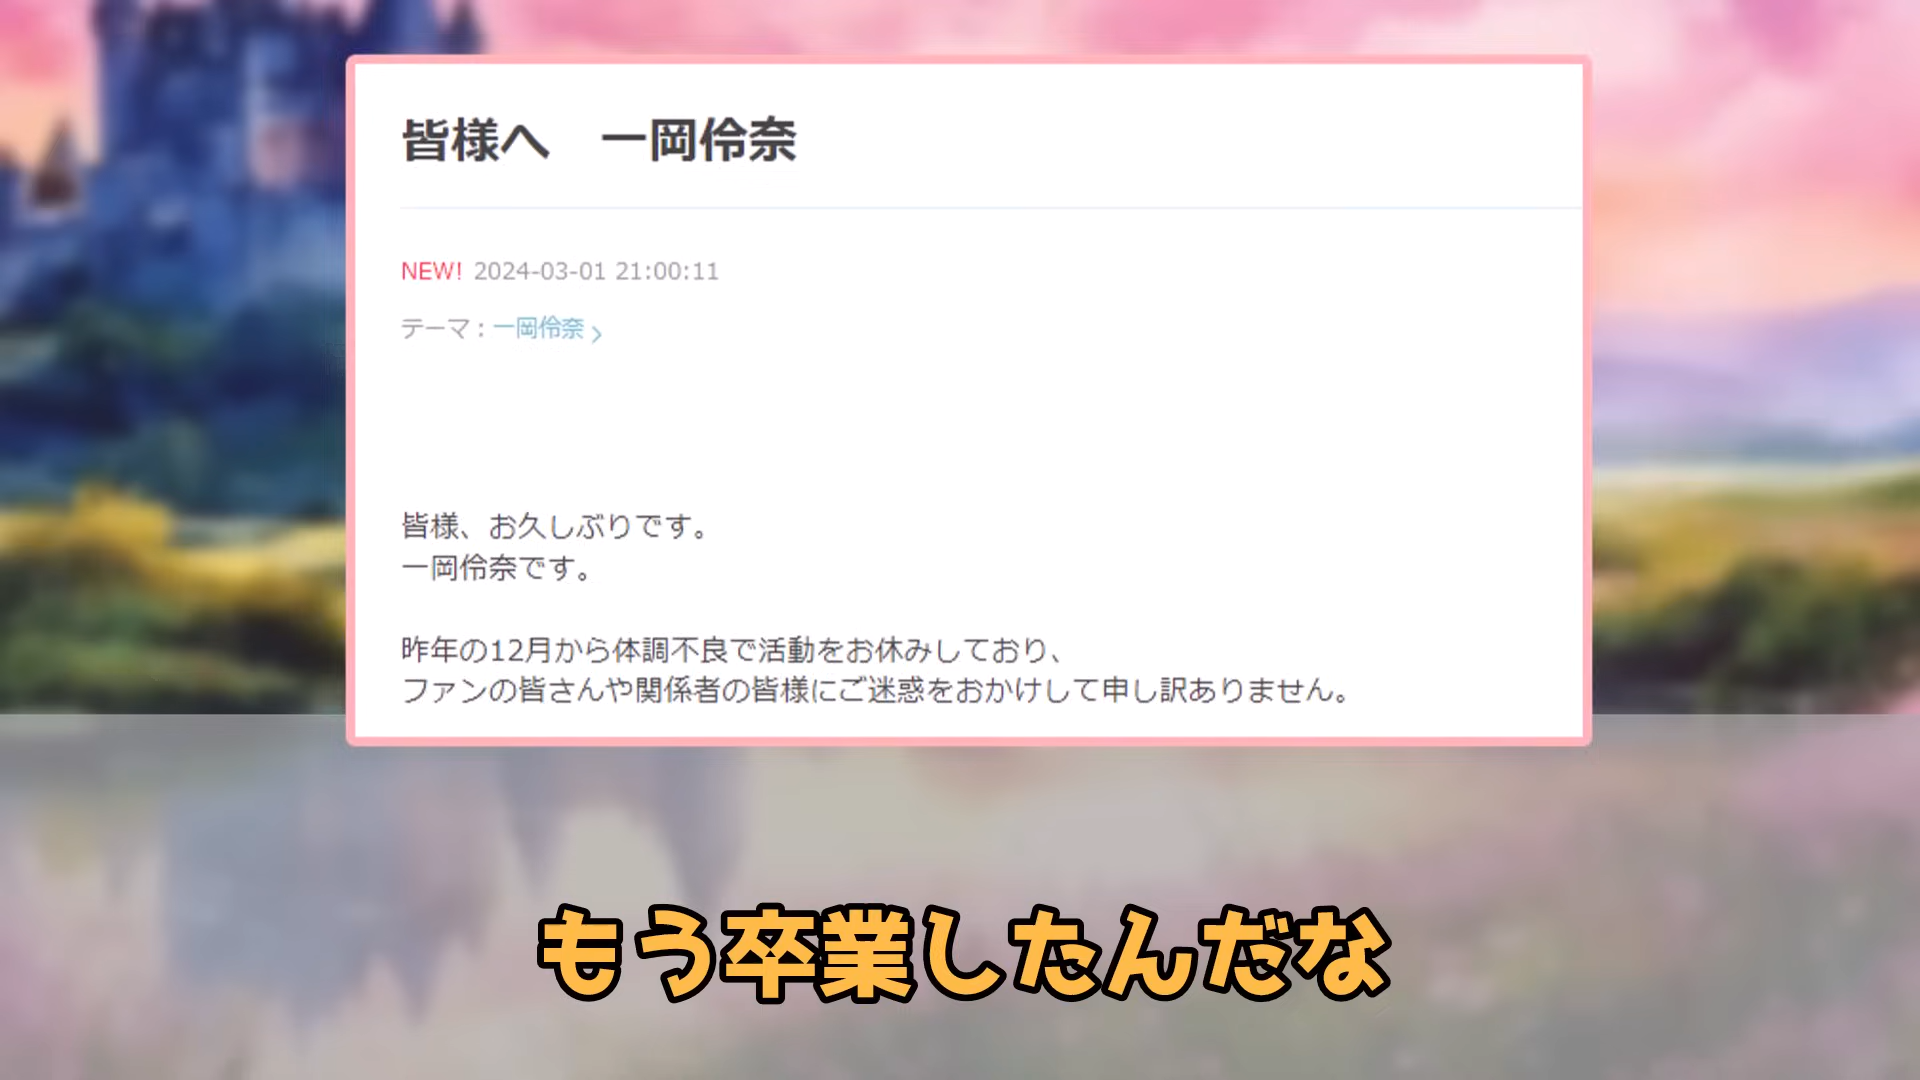 皆様へ　一岡伶奈
NEW! 2024-03-01 21:00:11
テーマ：一岡伶奈
皆様、お久しぶりです。
一岡伶奈です。
昨年の12月から体調不良で活動をお休みしており、
ファンの皆さんや関係者の皆様にご迷惑をおかけして申し訳ありません。
もう卒業したんだな